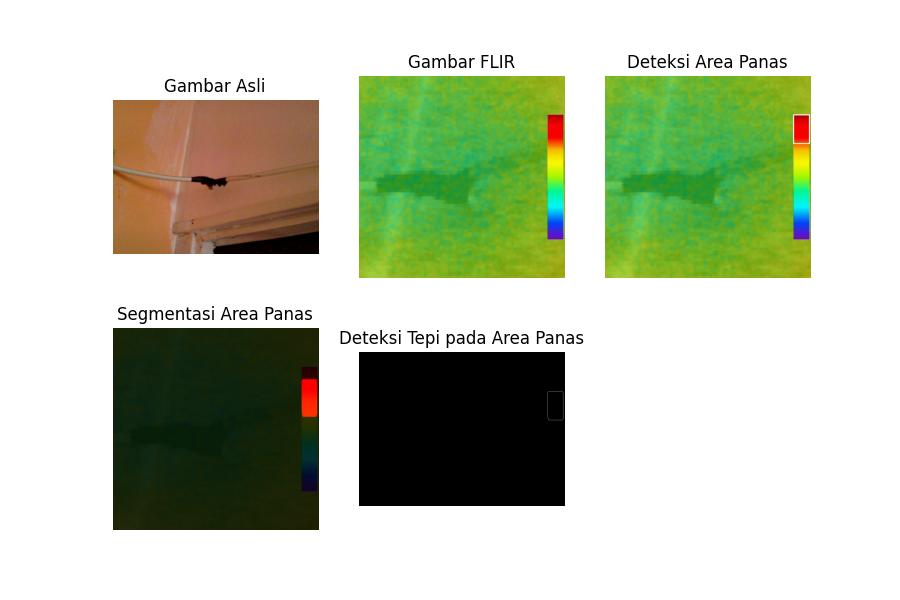 Gambar Asli
Gambar FLIR
Deteksi Area Panas
Segmentasi Area Panas
Deteksi Tepi pada Area Panas